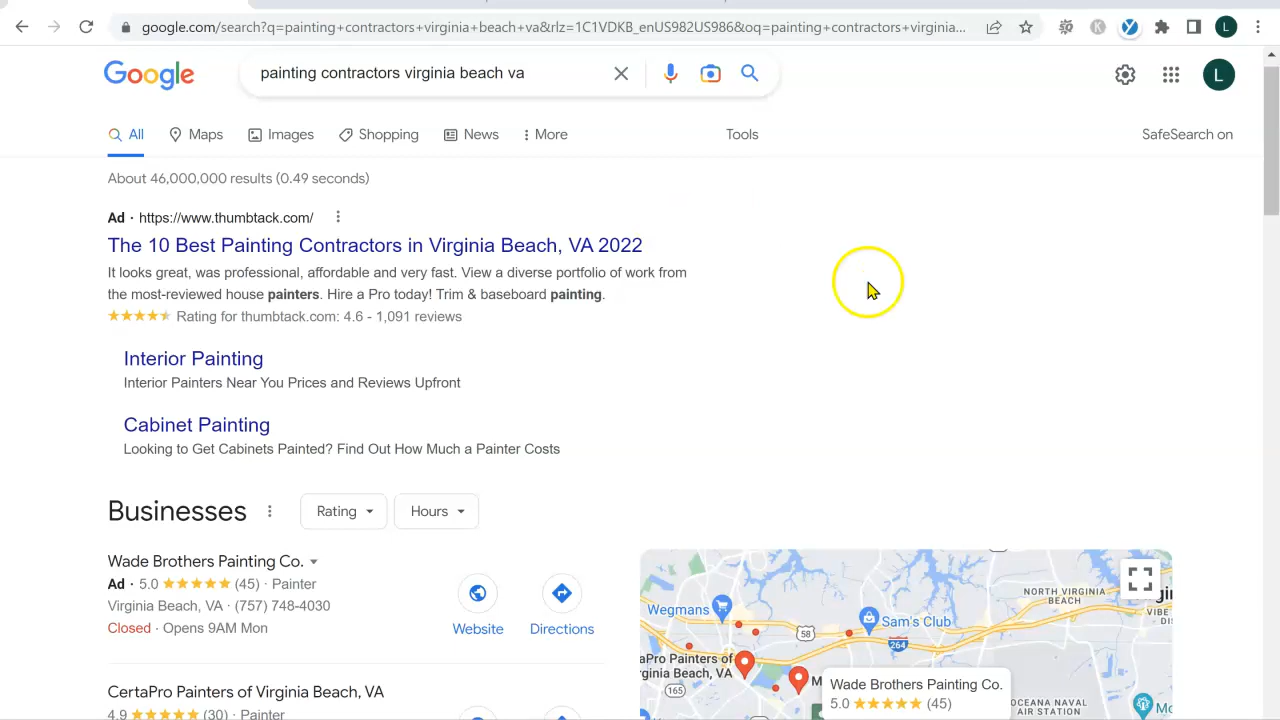 google.com/search?q=painting+contractors+virginia+beach+va&rlz=1C1VDKB_enUS982US986&oq=painting+contractors+virginia...
K
L
Google
painting contractors virginia beach va
L
All
Maps
Images
Shopping
News
More
Tools
SafeSearch on
About 46,000,000 results (0.49 seconds)
Ad · https://www.thumbtack.com/
The 10 Best Painting Contractors in Virginia Beach, VA 2022
It looks great, was professional, affordable and very fast. View a diverse portfolio of work from
the most-reviewed house painters. Hire a Pro today! Trim & baseboard painting.
Rating for thumbtack.com: 4.6 - 1,091 reviews
Interior Painting
Interior Painters Near You Prices and Reviews Upfront
Cabinet Painting
Looking to Get Cabinets Painted? Find Out How Much a Painter Costs
Businesses
Rating
Hours
Wade Brothers Painting Co.
Ad · 5.0 (45) · Painter
Virginia Beach, VA · (757) 748-4030
Closed · Opens 9AM Mon
Website
Directions
CertaPro Painters of Virginia Beach, VA
4.9 (30) · Painter
NORTH VIRGINIA
BEACH
Wegmans
58
Sam's Club
264
aPro Painters of
ginia Beach, VA
165
Wade Brothers Painting Co.
5.0 (45)
OCEANA NAVAL
AIR STATION